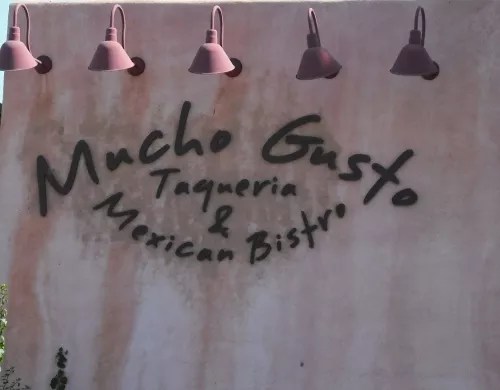 Mucho Gusto
Taqueria
&
Mexican Bistro